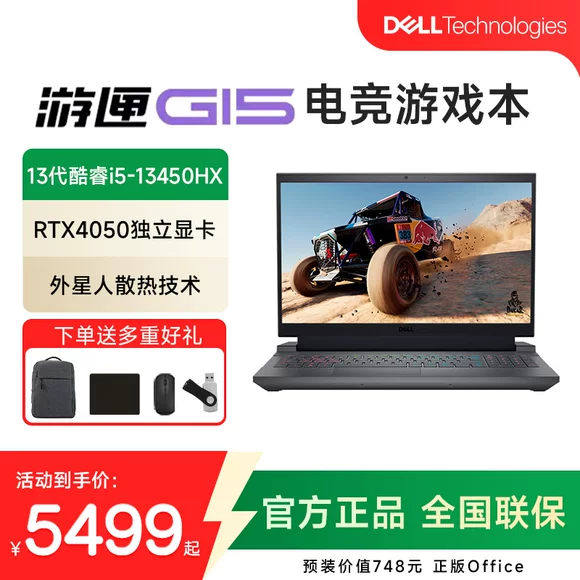 DELLTechnologies
游匣G15 电竞游戏本
13代酷睿i5-13450HX
RTX4050独立显卡
外星人散热技术
DAKAR
DELL
下单送多重好礼
活动到手价:
¥5499起
官方正品 全国联保
预装价值748元 正版Office